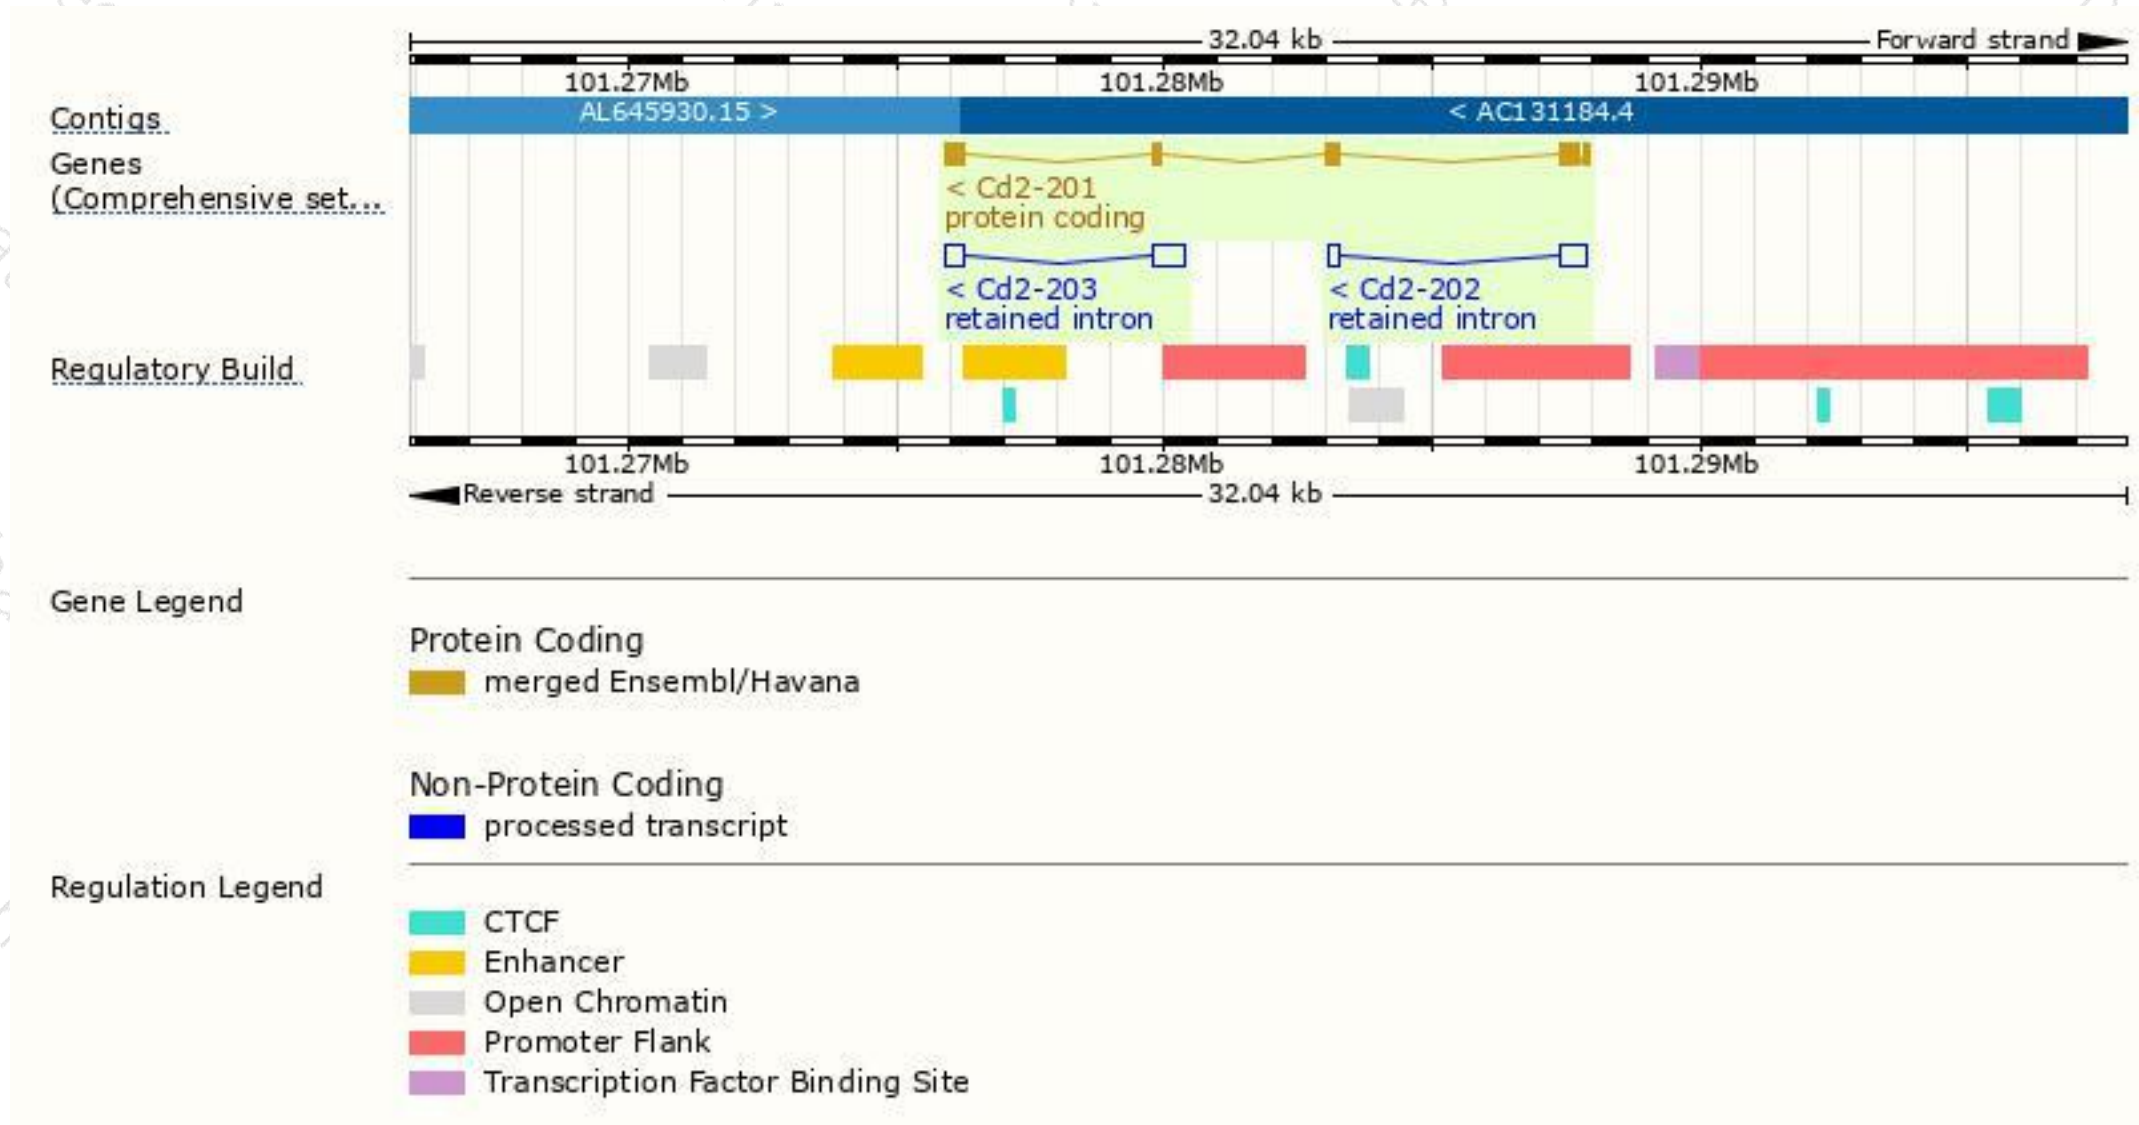 32.04 kb Forward strand
101.27Mb 101.28Mb 101.29Mb
Contigs AL645930.15 > < AC131184.4
Genes
(Comprehensive set...
< Cd2-201
protein coding
< Cd2-203 < Cd2-202
retained intron retained intron
Regulatory Build
101.27Mb 101.28Mb 101.29Mb
Reverse strand 32.04 kb
Gene Legend
Protein Coding
merged Ensembl/Havana
Non-Protein Coding
processed transcript
Regulation Legend
CTCF
Enhancer
Open Chromatin
Promoter Flank
Transcription Factor Binding Site